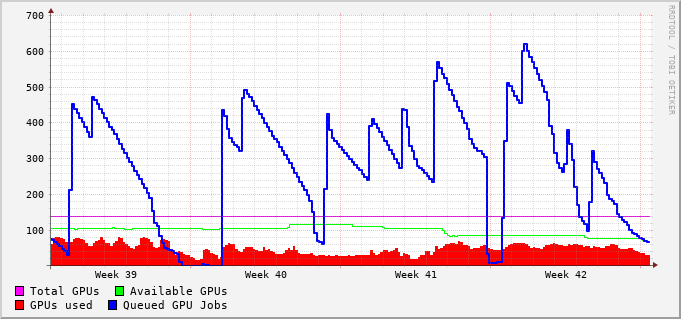 RRDTOOL / TOBI OETIKER
700
600
500
400
300
200
100
Week 39 Week 40 Week 41 Week 42
Total GPUs Available GPUs
GPUs used Queued GPU Jobs